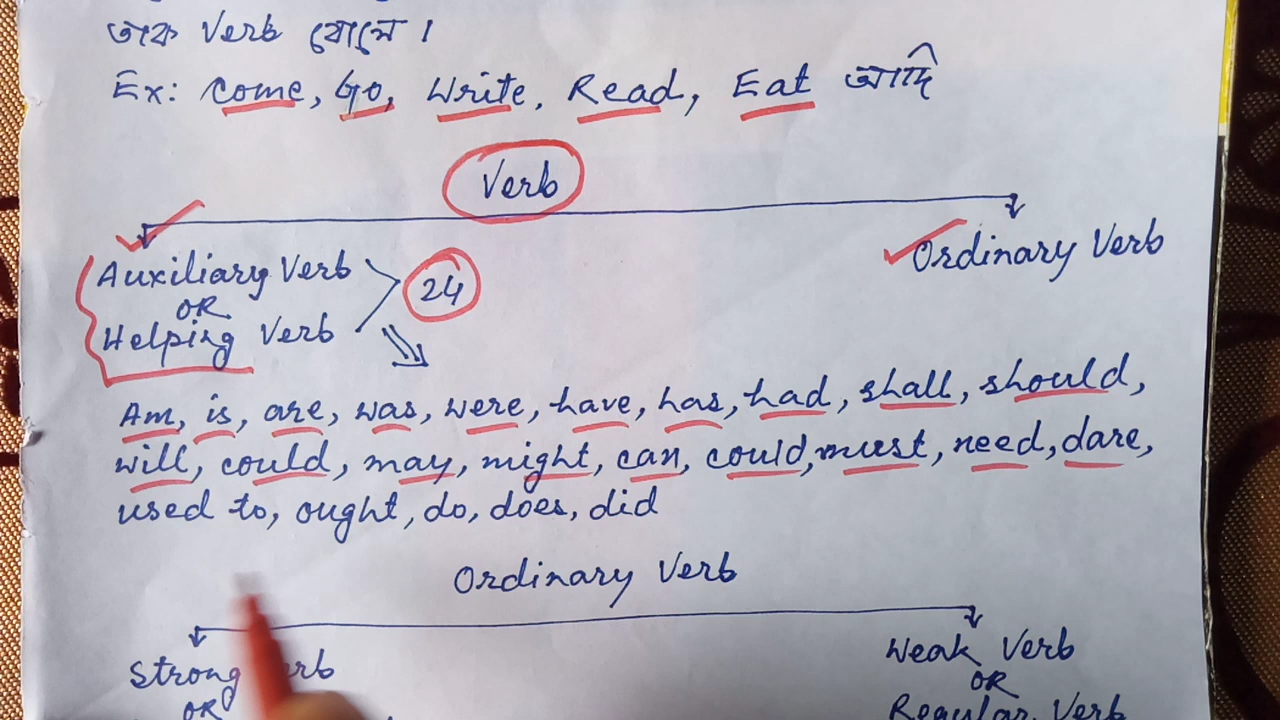 তাক Verb বোলে।
Ex: Come, Go, Write, Read, Eat আদি
Verb
Auxiliary Verb
OR
Helping Verb
24
Ordinary Verb
Am, is, are, was, were, have, has, had, shall, should,
will, could, may, might, can, could, must, need, dare,
used to, ought, do, does, did
Ordinary Verb
Strong
OR
Weak Verb
OR
Regular Verb